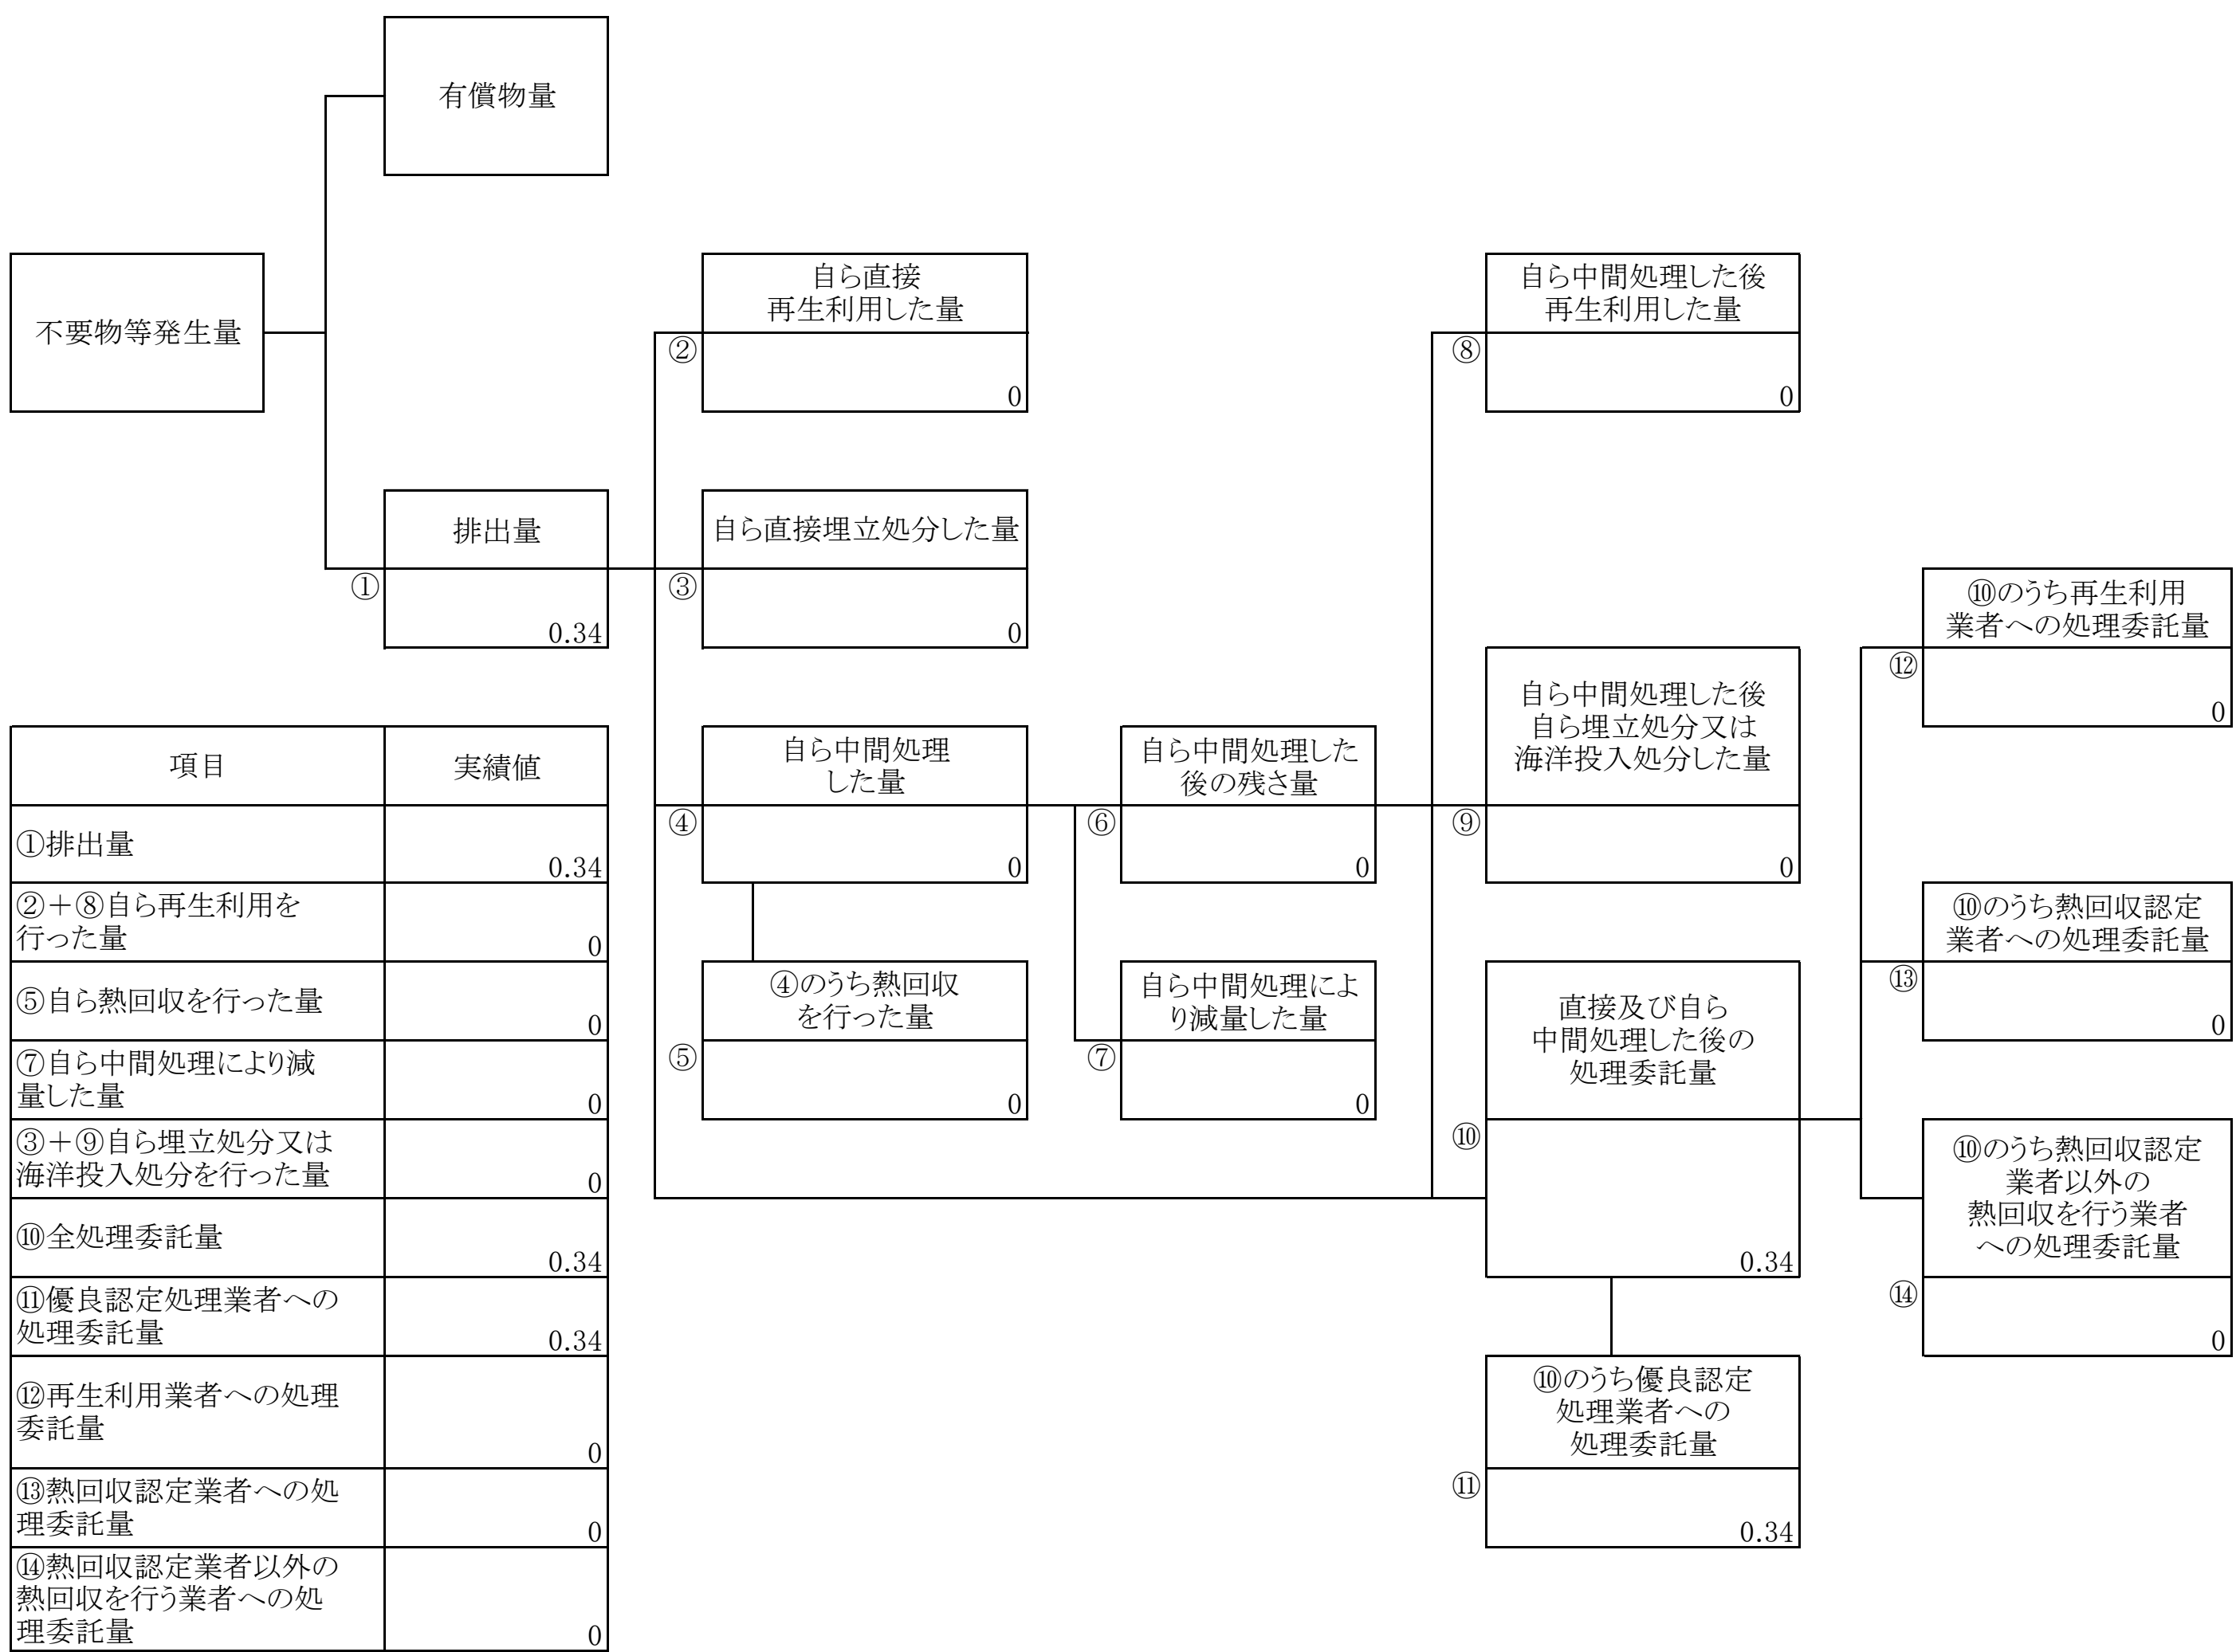 有償物量
不要物等発生量
自ら直接
再生利用した量
②
0
自ら中間処理した後
再生利用した量
⑧
0
排出量
①
0.34
自ら直接埋立処分した量
③
0
⑩のうち再生利用
業者への処理委託量
⑫
0
自ら中間処理
した量
④
0
自ら中間処理した
後の残さ量
⑥
0
自ら中間処理した後
自ら埋立処分又は
海洋投入処分した量
⑨
0
⑩のうち熱回収認定
業者への処理委託量
⑬
0
④のうち熱回収
を行った量
⑤
0
自ら中間処理によ
り減量した量
⑦
0
直接及び自ら
中間処理した後の
処理委託量
⑩
0.34
⑩のうち熱回収認定
業者以外の
熱回収を行う業者
への処理委託量
⑭
0
⑩のうち優良認定
処理業者への
処理委託量
⑪
0.34
項目
実績値
①排出量
0.34
②＋⑧自ら再生利用を
行った量
0
⑤自ら熱回収を行った量
0
⑦自ら中間処理により減
量した量
0
③＋⑨自ら埋立処分又は
海洋投入処分を行った量
0
⑩全処理委託量
0.34
⑪優良認定処理業者への
処理委託量
0.34
⑫再生利用業者への処理
委託量
0
⑬熱回収認定業者への処
理委託量
0
⑭熱回収認定業者以外の
熱回収を行う業者への処
理委託量
0